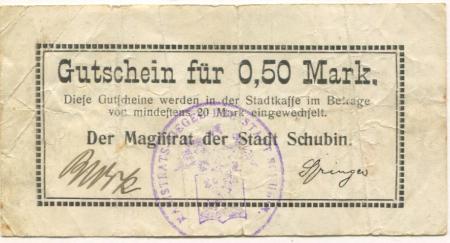 Gutschein für 0,50 Mark.
Diese Gutscheine werden in der Stadtkasse im Betrage
von mindestens 20 Mark eingewechselt.
Der Magistrat der Stadt Schubin.
Springer